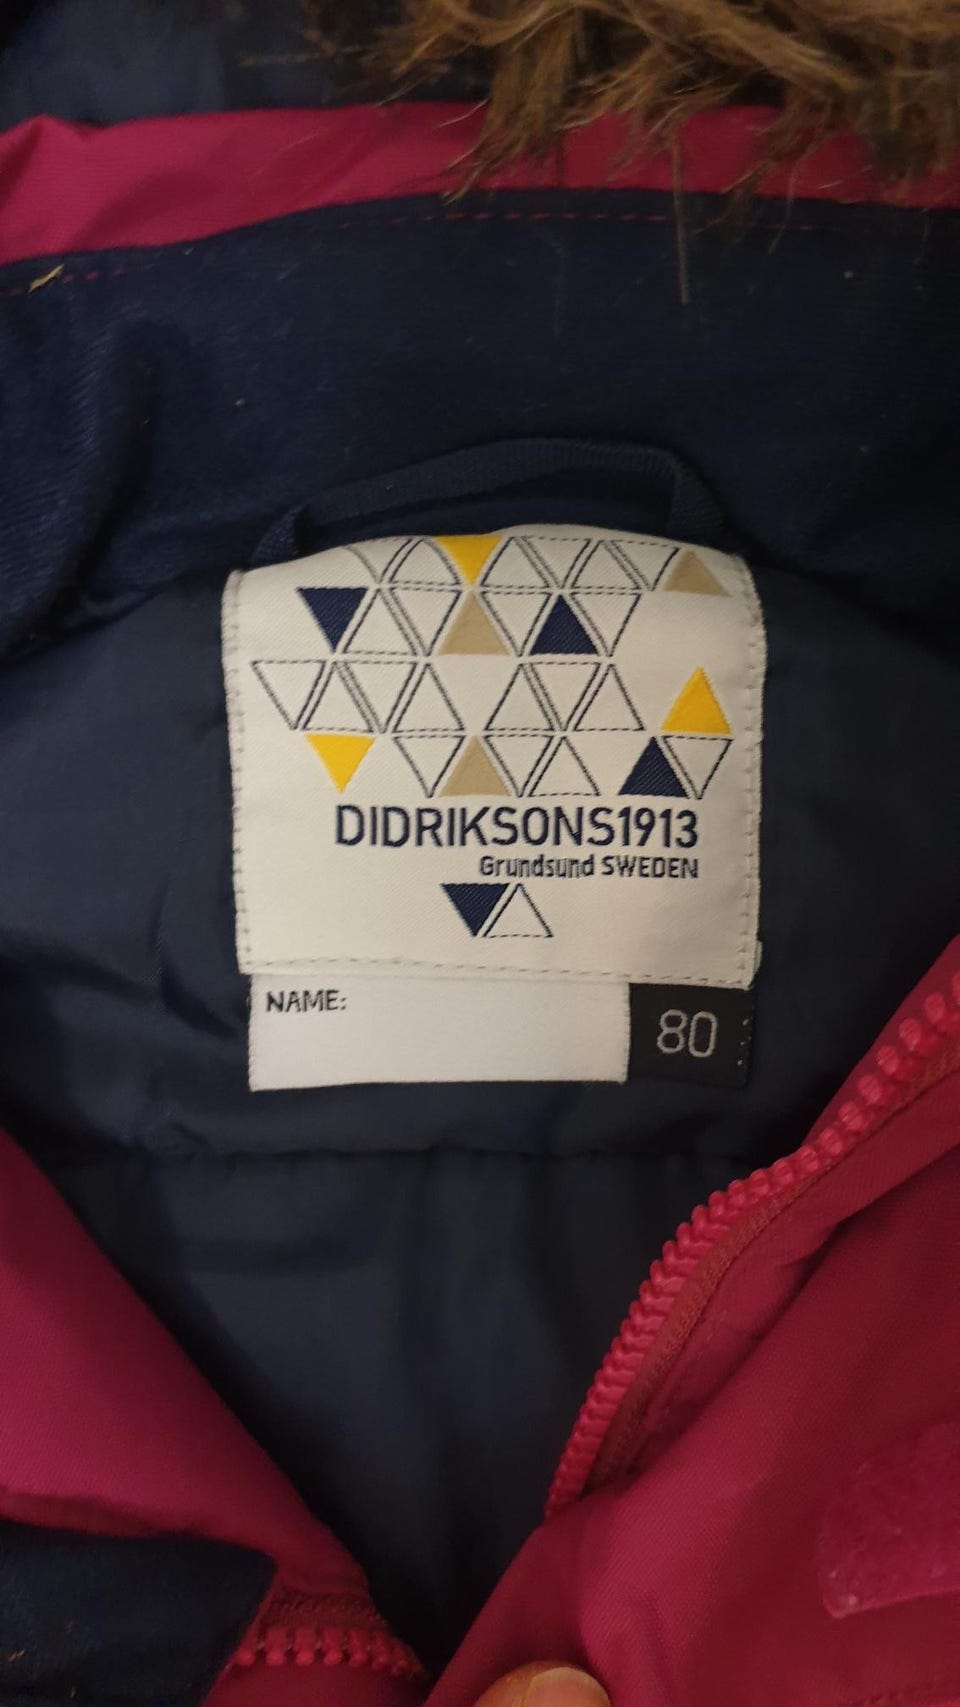 DIDRIKSONS1913
Grundsund SWEDEN
NAME:
80